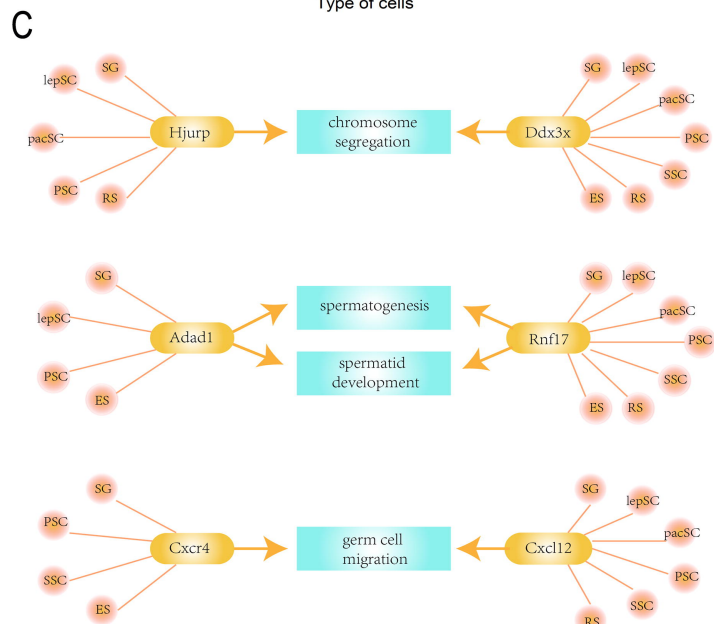 Type of cells
C
SG
lepSC
pacSC
PSC
RS
Hjurp
chromosome
segregation
Ddx3x
SG
lepSC
pacSC
PSC
SSC
RS
ES
SG
lepSC
PSC
ES
Adad1
spermatogenesis
spermatid
development
Rnf17
SG
lepSC
pacSC
PSC
SSC
RS
ES
SG
PSC
SSC
ES
Cxcr4
germ cell
migration
Cxcl12
SG
lepSC
pacSC
PSC
SSC
RS